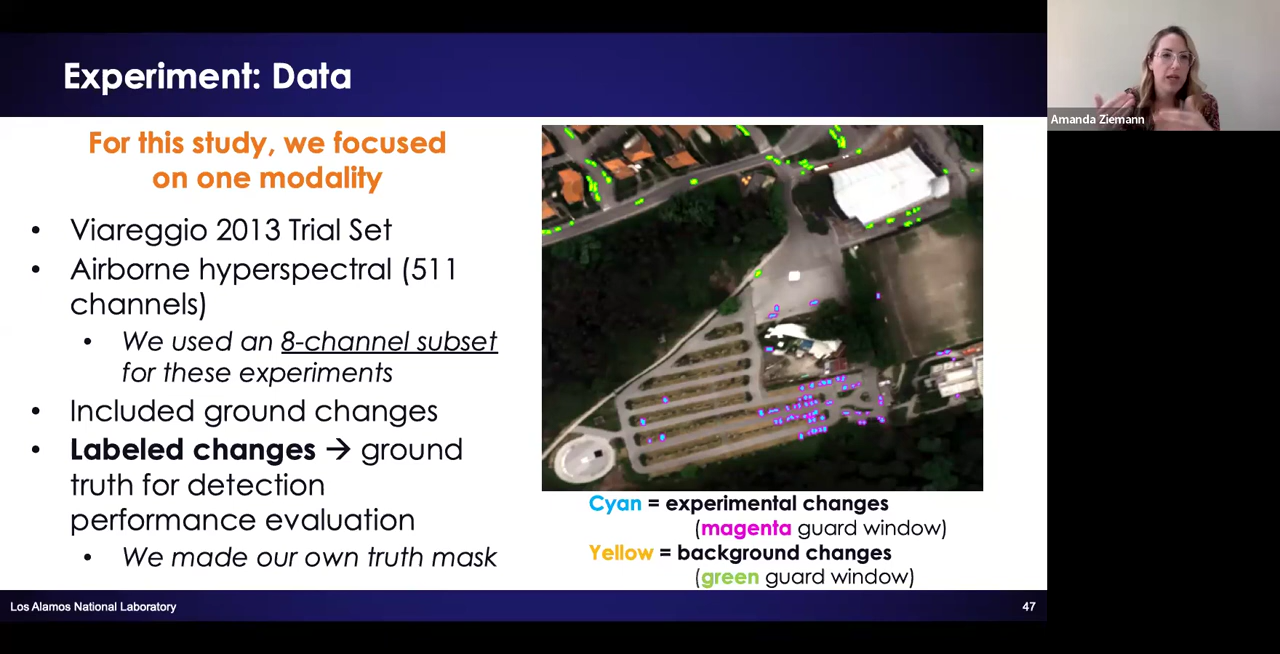 Experiment: Data
For this study, we focused
on one modality
• Viareggio 2013 Trial Set
• Airborne hyperspectral (511
channels)
• We used an 8-channel subset
for these experiments
• Included ground changes
• Labeled changes → ground
truth for detection
performance evaluation
• We made our own truth mask
Cyan = experimental changes
(magenta guard window)
Yellow = background changes
(green guard window)
Los Alamos National Laboratory
47
Amanda Ziemann